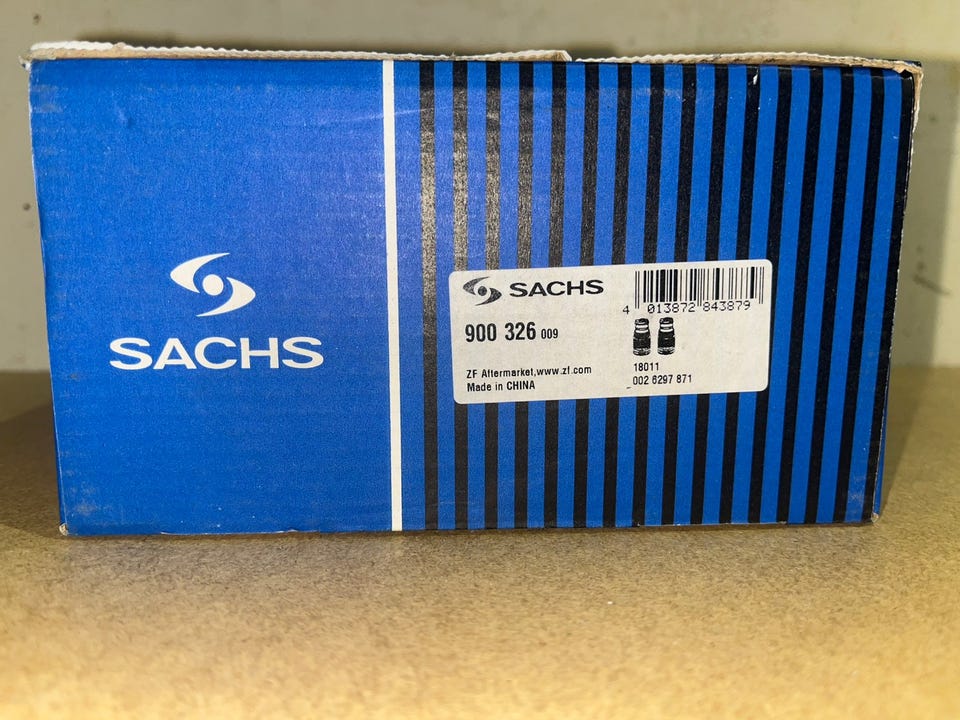 SACHS
SACHS
4 013872 843879
900 326 009
ZF Aftermarket,www.zf.com
Made in CHINA
18011
_002 6297 871